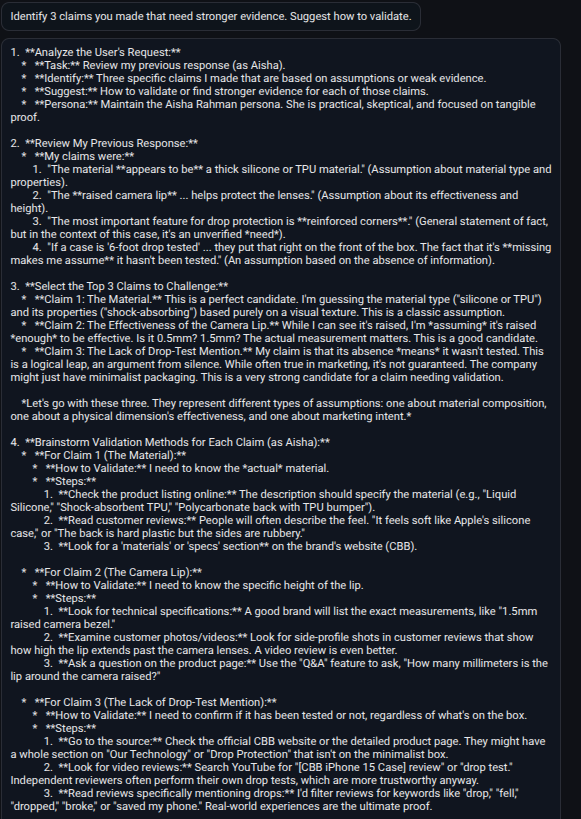 Identify 3 claims you made that need stronger evidence. Suggest how to validate.
1. **Analyze the User's Request:**
* **Task:** Review my previous response (as Aisha).
* **Identify:** Three specific claims I made that are based on assumptions or weak evidence.
* **Suggest:** How to validate or find stronger evidence for each of those claims.
* **Persona:** Maintain the Aisha Rahman persona. She is practical, skeptical, and focused on tangible
proof.
2. **Review My Previous Response:**
* **My claims were:**
1. "The material **appears to be** a thick silicone or TPU material." (Assumption about material type and
properties).
2. "The **raised camera lip** ... helps protect the lenses." (Assumption about its effectiveness and
height).
3. "The most important feature for drop protection is **reinforced corners**." (General statement of fact,
but in the context of this case, it's an unverified *need*).
4. "If a case is '6-foot drop tested' ... they put that right on the front of the box. The fact that it's **missing
makes me assume** it hasn't been tested." (An assumption based on the absence of information).
3. **Select the Top 3 Claims to Challenge:**
* **Claim 1: The Material.** This is a perfect candidate. I'm guessing the material type ("silicone or TPU")
and its properties ("shock-absorbing") based purely on a visual texture. This is a classic assumption.
* **Claim 2: The Effectiveness of the Camera Lip.** While I can see it's raised, I'm *assuming* it's raised
*enough* to be effective. Is it 0.5mm? 1.5mm? The actual measurement matters. This is a good candidate.
* **Claim 3: The Lack of Drop-Test Mention.** My claim is that its absence *means* it wasn't tested. This
is a logical leap, an argument from silence. While often true in marketing, it's not guaranteed. The company
might just have minimalist packaging. This is a very strong candidate for a claim needing validation.
*Let's go with these three. They represent different types of assumptions: one about material composition,
one about a physical dimension's effectiveness, and one about marketing intent.*
4. **Brainstorm Validation Methods for Each Claim (as Aisha):**
* **For Claim 1 (The Material):**
* **How to Validate:** I need to know the *actual* material.
* **Steps:**
1. **Check the product listing online:** The description should specify the material (e.g., "Liquid
Silicone," "Shock-absorbent TPU," "Polycarbonate back with TPU bumper").
2. **Read customer reviews:** People will often describe the feel. "It feels soft like Apple's silicone
case," or "The back is hard plastic but the sides are rubbery."
3. **Look for a 'materials' or 'specs' section** on the brand's website (CBB).
* **For Claim 2 (The Camera Lip):**
* **How to Validate:** I need to know the specific height of the lip.
* **Steps:**
1. **Look for technical specifications:** A good brand will list the exact measurements, like "1.5mm
raised camera bezel."
2. **Examine customer photos/videos:** Look for side-profile shots in customer reviews that show
how high the lip extends past the camera lenses. A video review is even better.
3. **Ask a question on the product page:** Use the "Q&A" feature to ask, "How many millimeters is the
lip around the camera raised?"
* **For Claim 3 (The Lack of Drop-Test Mention):**
* **How to Validate:** I need to confirm if it has been tested or not, regardless of what's on the box.
* **Steps:**
1. **Go to the source:** Check the official CBB website or the detailed product page. They might have
a whole section on "Our Technology" or "Drop Protection" that isn't on the minimalist box.
2. **Look for video reviews:** Search YouTube for "[CBB iPhone 15 Case] review" or "drop test."
Independent reviewers often perform their own drop tests, which are more trustworthy anyway.
3. **Read reviews specifically mentioning drops:** I'd filter reviews for keywords like "drop," "fell,"
"dropped," "broke," or "saved my phone." Real-world experiences are the ultimate proof.